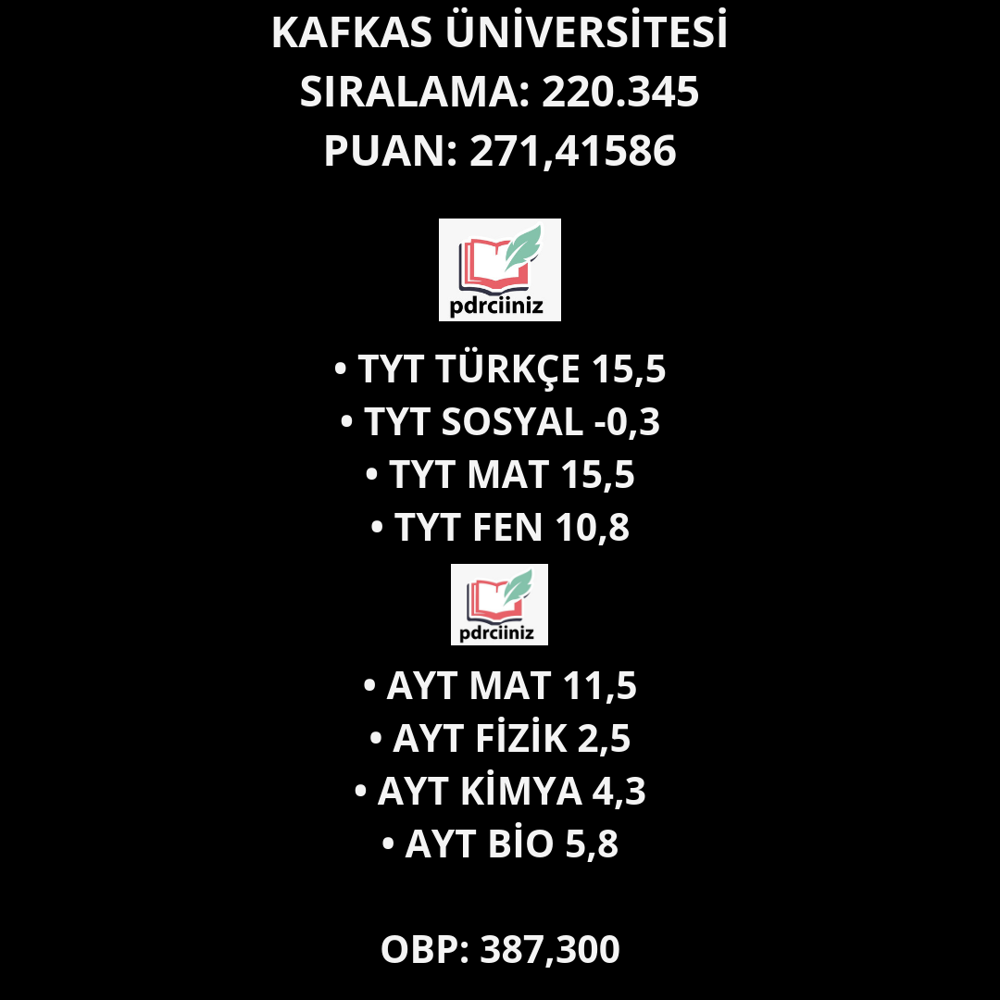 KAFKAS ÜNİVERSİTESİ
SIRALAMA: 220.345
PUAN: 271,41586
pdrciiniz
• TYT TÜRKÇE 15,5
• TYT SOSYAL -0,3
• TYT MAT 15,5
• TYT FEN 10,8
pdrciiniz
• AYT MAT 11,5
• AYT FİZİK 2,5
• AYT KİMYA 4,3
• AYT BİO 5,8
OBP: 387,300